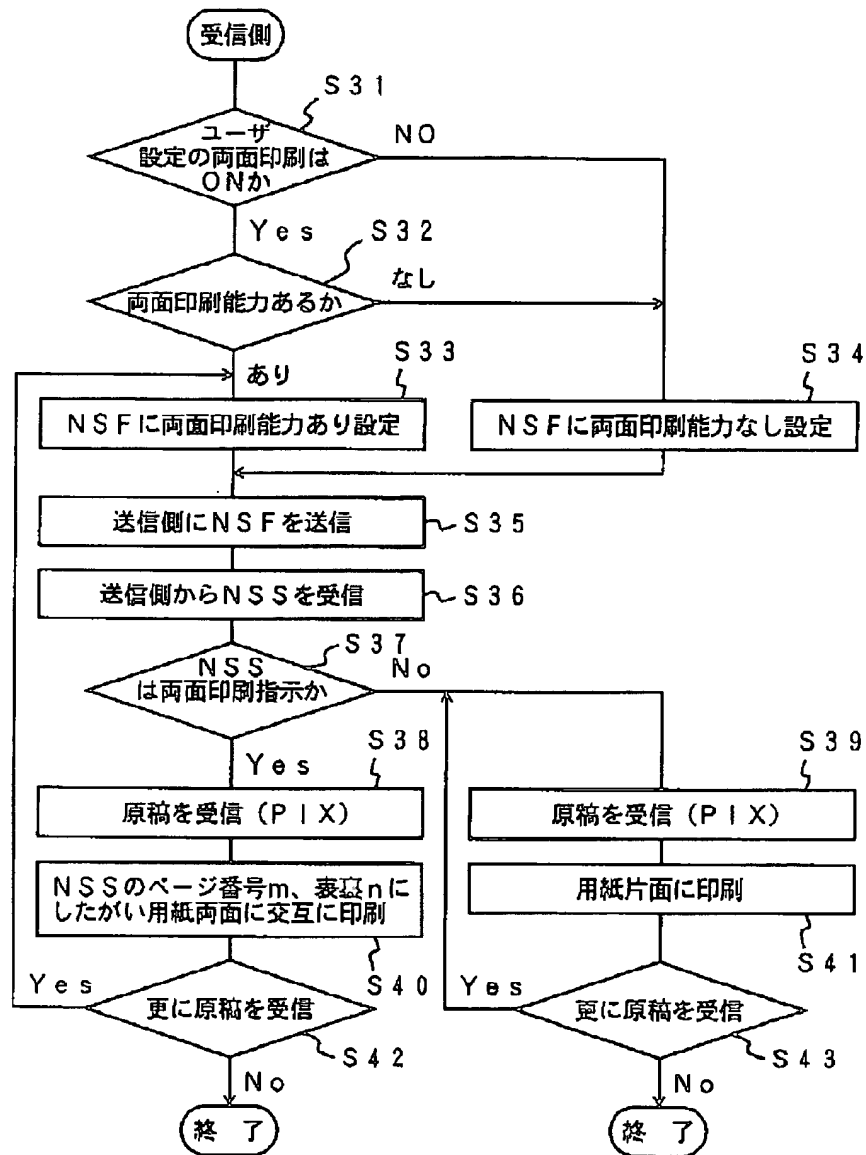 受信側
S31
ユーザ
設定の両面印刷は
ONか
NO
Yes
S32
両面印刷能力あるか
なし
あり
S33
NSFに両面印刷能力あり設定
S34
NSFに両面印刷能力なし設定
送信側にNSFを送信
S35
送信側からNSSを受信
S36
S37
NSS
は両面印刷指示か
No
Yes
S38
原稿を受信(PIX)
S39
原稿を受信(PIX)
NSSのページ番号m、表裏nに
したがい用紙両面に交互に印刷
S40
用紙片面に印刷
S41
Yes
更に原稿を受信
S42
No
終了
Yes
更に原稿を受信
S43
No
終了